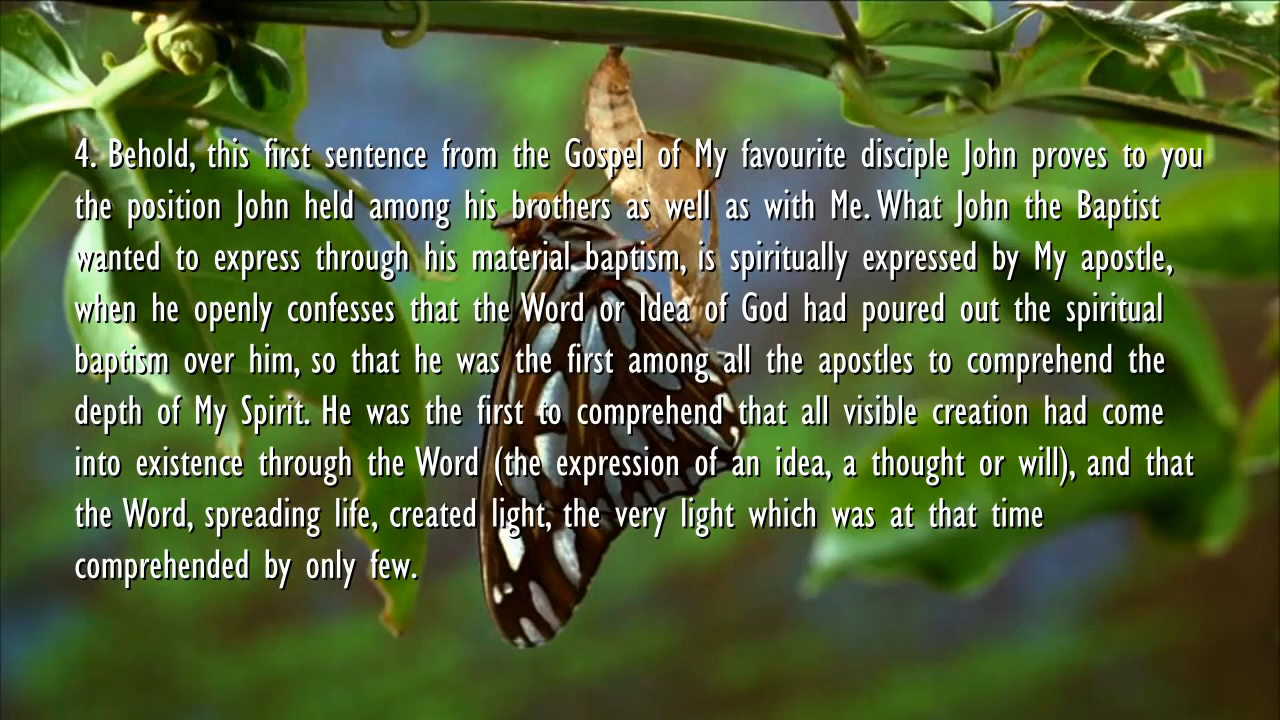 4. Behold, this first sentence from the Gospel of My favourite disciple John proves to you
the position John held among his brothers as well as with Me. What John the Baptist
wanted to express through his material baptism, is spiritually expressed by My apostle,
when he openly confesses that the Word or Idea of God had poured out the spiritual
baptism over him, so that he was the first among all the apostles to comprehend the
depth of My Spirit. He was the first to comprehend that all visible creation had come
into existence through the Word (the expression of an idea, a thought or will), and that
the Word, spreading life, created light, the very light which was at that time
comprehended by only few.